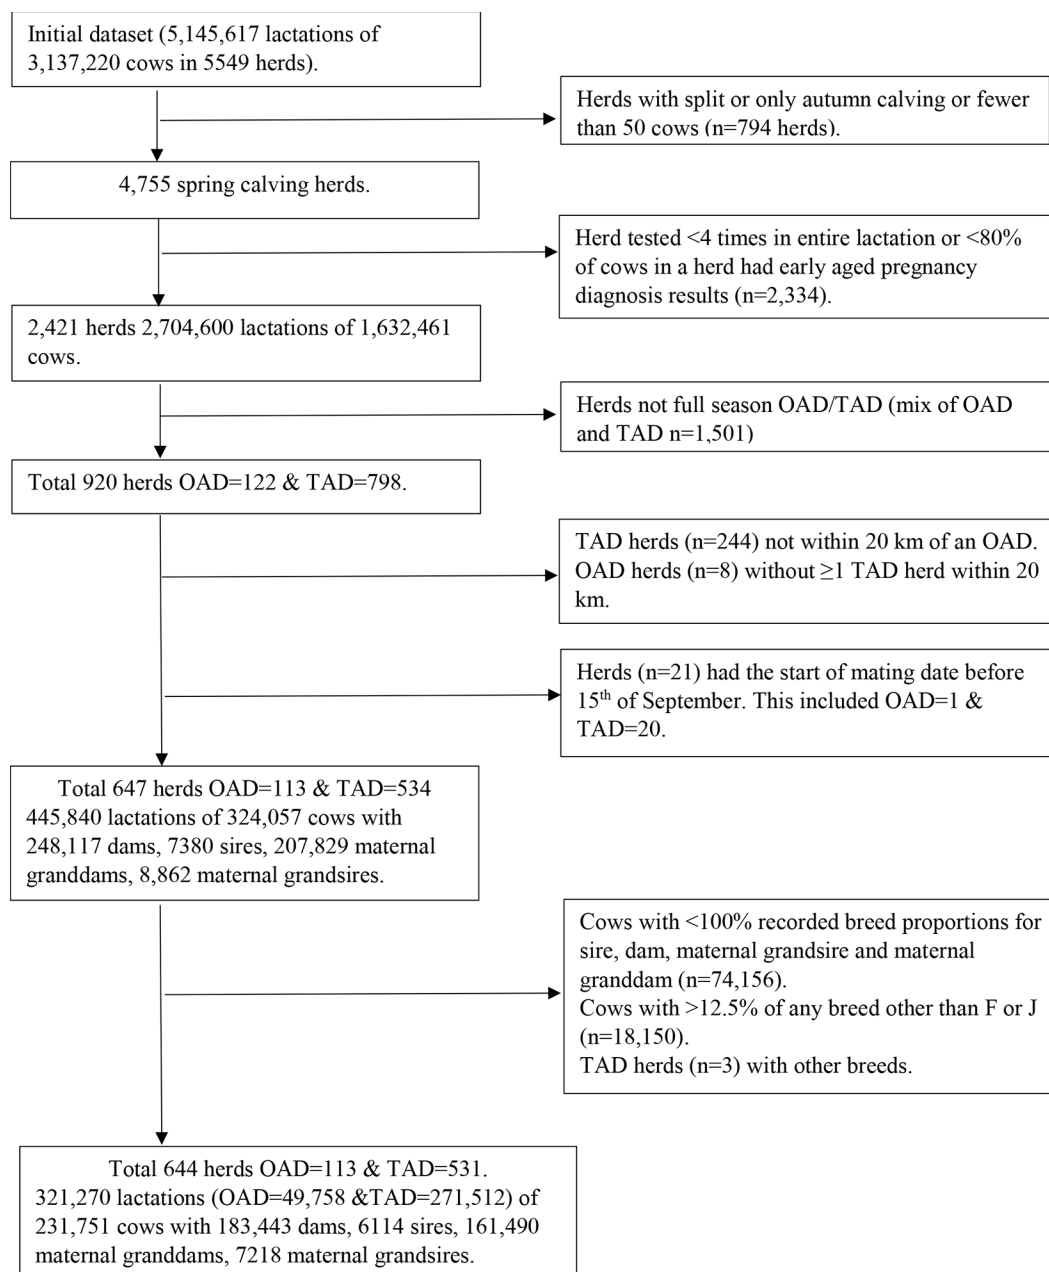 Initial dataset (5,145,617 lactations of
3,137,220 cows in 5549 herds).
Herds with split or only autumn calving or fewer
than 50 cows (n=794 herds).
4,755 spring calving herds.
Herd tested <4 times in entire lactation or <80%
of cows in a herd had early aged pregnancy
diagnosis results (n=2,334).
2,421 herds 2,704,600 lactations of 1,632,461
cows.
Herds not full season OAD/TAD (mix of OAD
and TAD n=1,501)
Total 920 herds OAD=122 & TAD=798.
TAD herds (n=244) not within 20 km of an OAD.
OAD herds (n=8) without ≥1 TAD herd within 20
km.
Herds (n=21) had the start of mating date before
15th of September. This included OAD=1 &
TAD=20.
Total 647 herds OAD=113 & TAD=534
445,840 lactations of 324,057 cows with
248,117 dams, 7380 sires, 207,829 maternal
granddams, 8,862 maternal grandsires.
Cows with <100% recorded breed proportions for
sire, dam, maternal grandsire and maternal
granddam (n=74,156).
Cows with >12.5% of any breed other than F or J
(n=18,150).
TAD herds (n=3) with other breeds.
Total 644 herds OAD=113 & TAD=531.
321,270 lactations (OAD=49,758 &TAD=271,512) of
231,751 cows with 183,443 dams, 6114 sires, 161,490
maternal granddams, 7218 maternal grandsires.